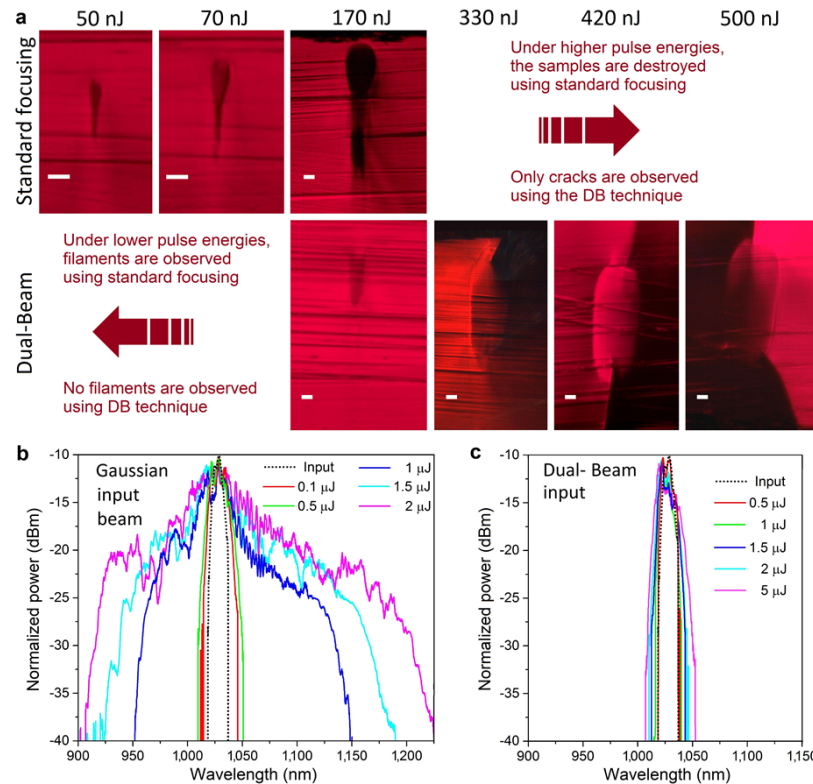 a
50 nJ 70 nJ 170 nJ 330 nJ 420 nJ 500 nJ
Standard focusing
Under higher pulse energies,
the samples are destroyed
using standard focusing
Only cracks are observed
using the DB technique
Dual-Beam
Under lower pulse energies,
filaments are observed
using standard focusing
No filaments are observed
using DB technique
b
Normalized power (dBm)
-10
-15
-20
-25
-30
-35
-40
Gaussian
input
beam
Input
0.1 μJ
0.5 μJ
1 μJ
1.5 μJ
2 μJ
900 1,000 1,050 1,100 1,150 1,200
Wavelength (nm)
c
Normalized power (dBm)
-10
-15
-20
-25
-30
-35
-40
Dual- Beam
input
Input
0.5 μJ
1 μJ
1.5 μJ
2 μJ
5 μJ
900 950 1,000 1,050 1,100 1,150
Wavelength (nm)